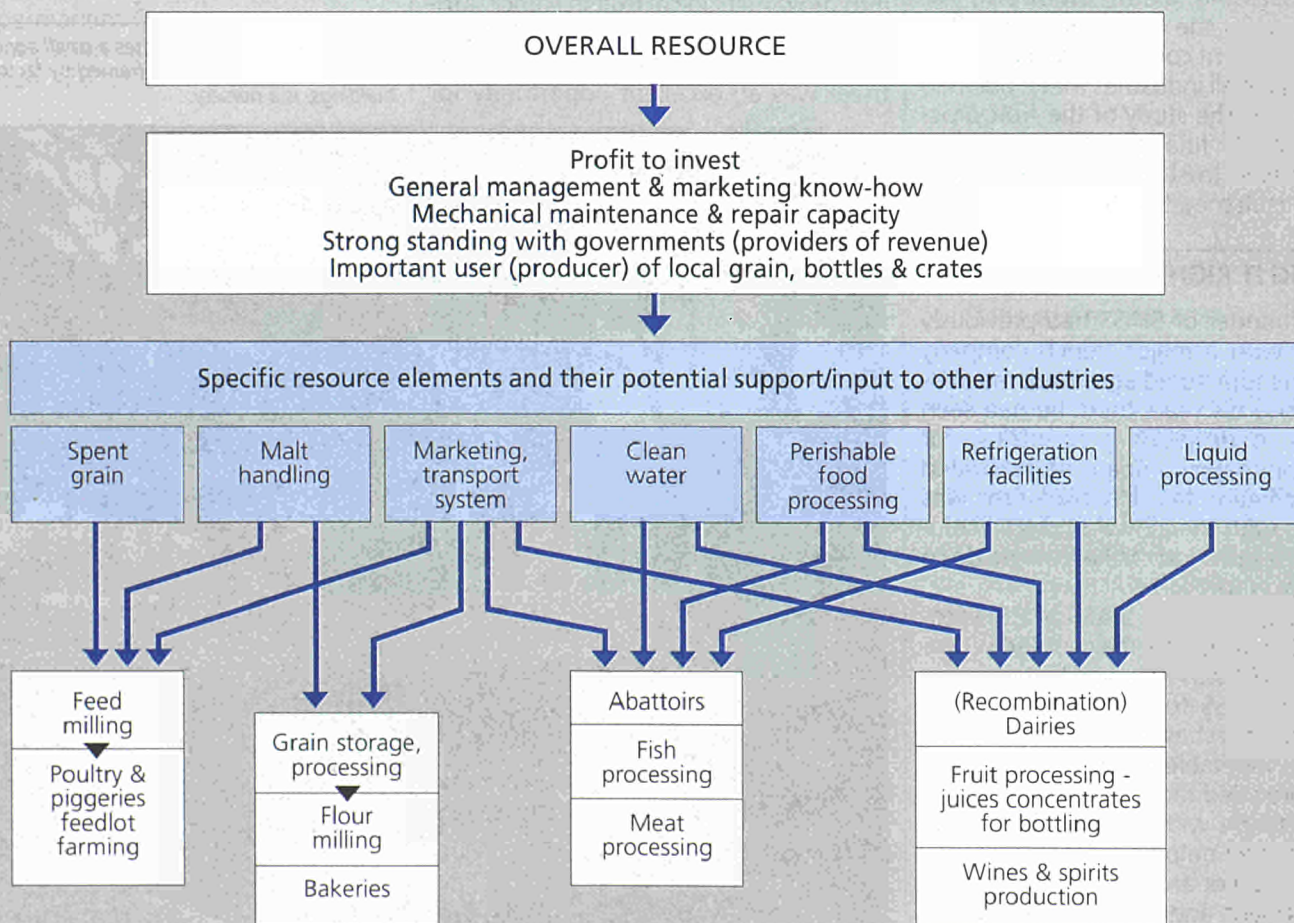 OVERALL RESOURCE
Profit to invest
General management & marketing know-how
Mechanical maintenance & repair capacity
Strong standing with governments (providers of revenue)
Important user (producer) of local grain, bottles & crates
Specific resource elements and their potential support/input to other industries
Spent
grain
Malt
handling
Marketing,
transport
system
Clean
water
Perishable
food
processing
Refrigeration
facilities
Liquid
processing
Feed
milling
Poultry &
piggeries
feedlot
farming
Grain storage,
processing
Flour
milling
Bakeries
Abattoirs
Fish
processing
Meat
processing
(Recombination)
Dairies
Fruit processing -
juices concentrates
for bottling
Wines & spirits
production